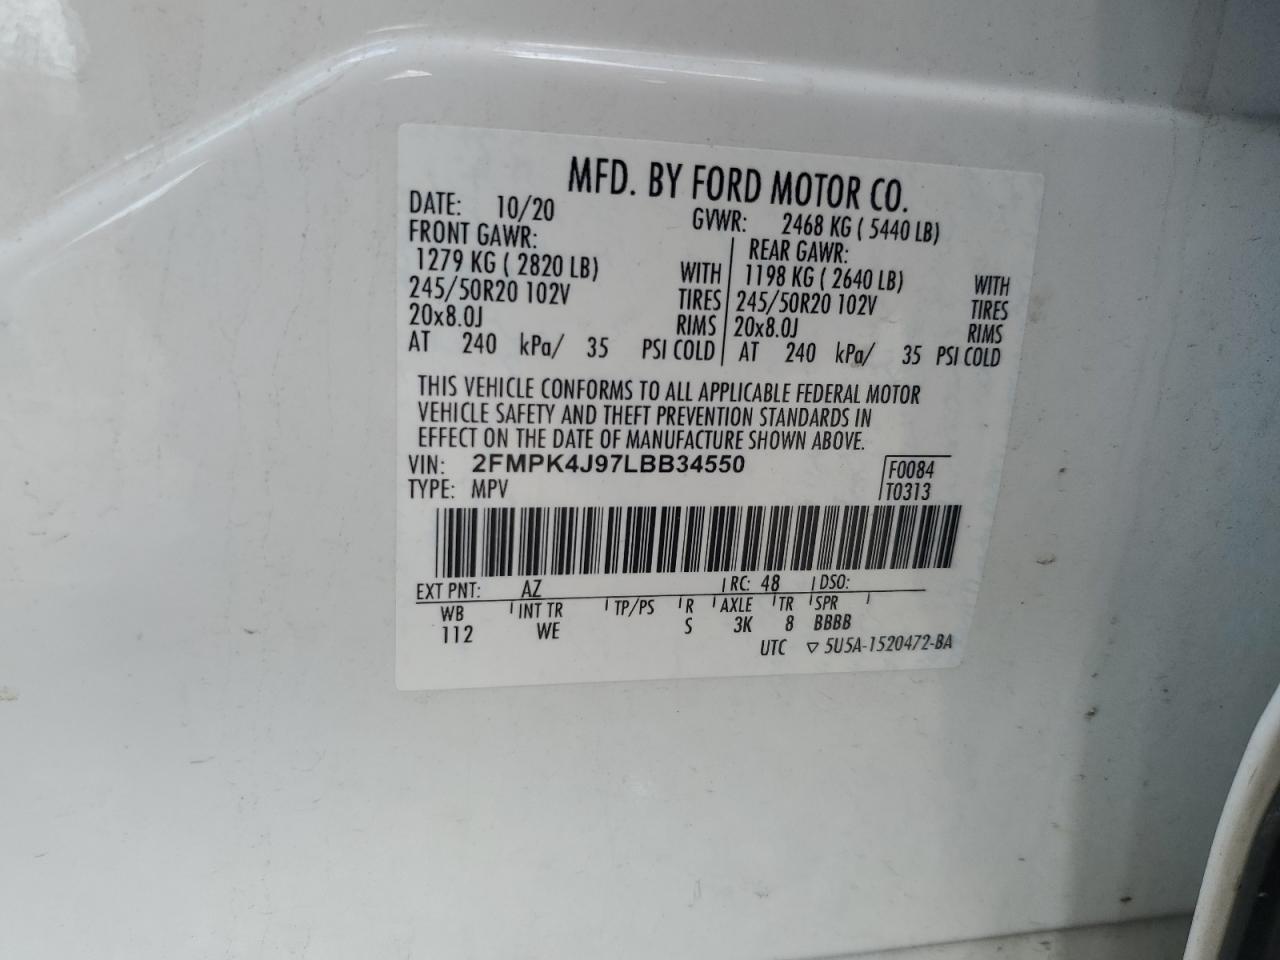 MFD. BY FORD MOTOR CO.
DATE: 10/20 GVWR: 2468 KG ( 5440 LB)
FRONT GAWR: REAR GAWR:
1279 KG ( 2820 LB) WITH 1198 KG ( 2640 LB) WITH
245/50R20 102V TIRES 245/50R20 102V TIRES
20x8.0J RIMS 20x8.0J RIMS
AT 240 kPa/ 35 PSI COLD AT 240 kPa/ 35 PSI COLD
THIS VEHICLE CONFORMS TO ALL APPLICABLE FEDERAL MOTOR
VEHICLE SAFETY AND THEFT PREVENTION STANDARDS IN
EFFECT ON THE DATE OF MANUFACTURE SHOWN ABOVE.
VIN: 2FMPK4J97LBB34550 F0084
TYPE: MPV T0313
EXT PNT: AZ RC: 48 DSO:
WB INT TR TP/PS R AXLE TR SPR
112 WE S 3K 8 BBBB
UTC ▽ 5U5A-1520472-BA